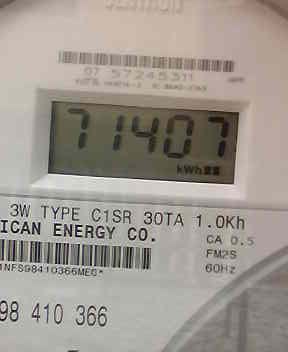 07 57245311
71407
kWh
3W TYPE C1SR 30TA 1.0Kh
ICAN ENERGY CO.
CA 0.5
FM2S
60Hz
98 410 366